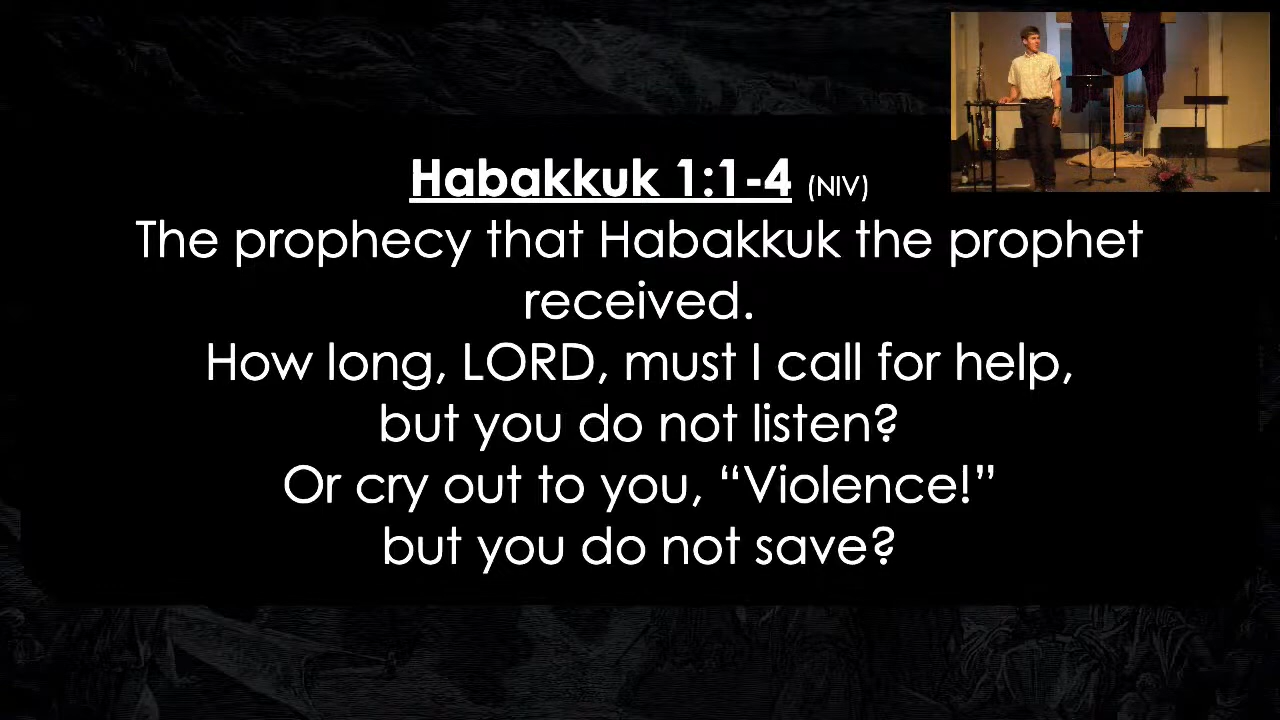 Habakkuk 1:1-4 (NIV)
The prophecy that Habakkuk the prophet
received.
How long, LORD, must I call for help,
but you do not listen?
Or cry out to you, “Violence!”
but you do not save?